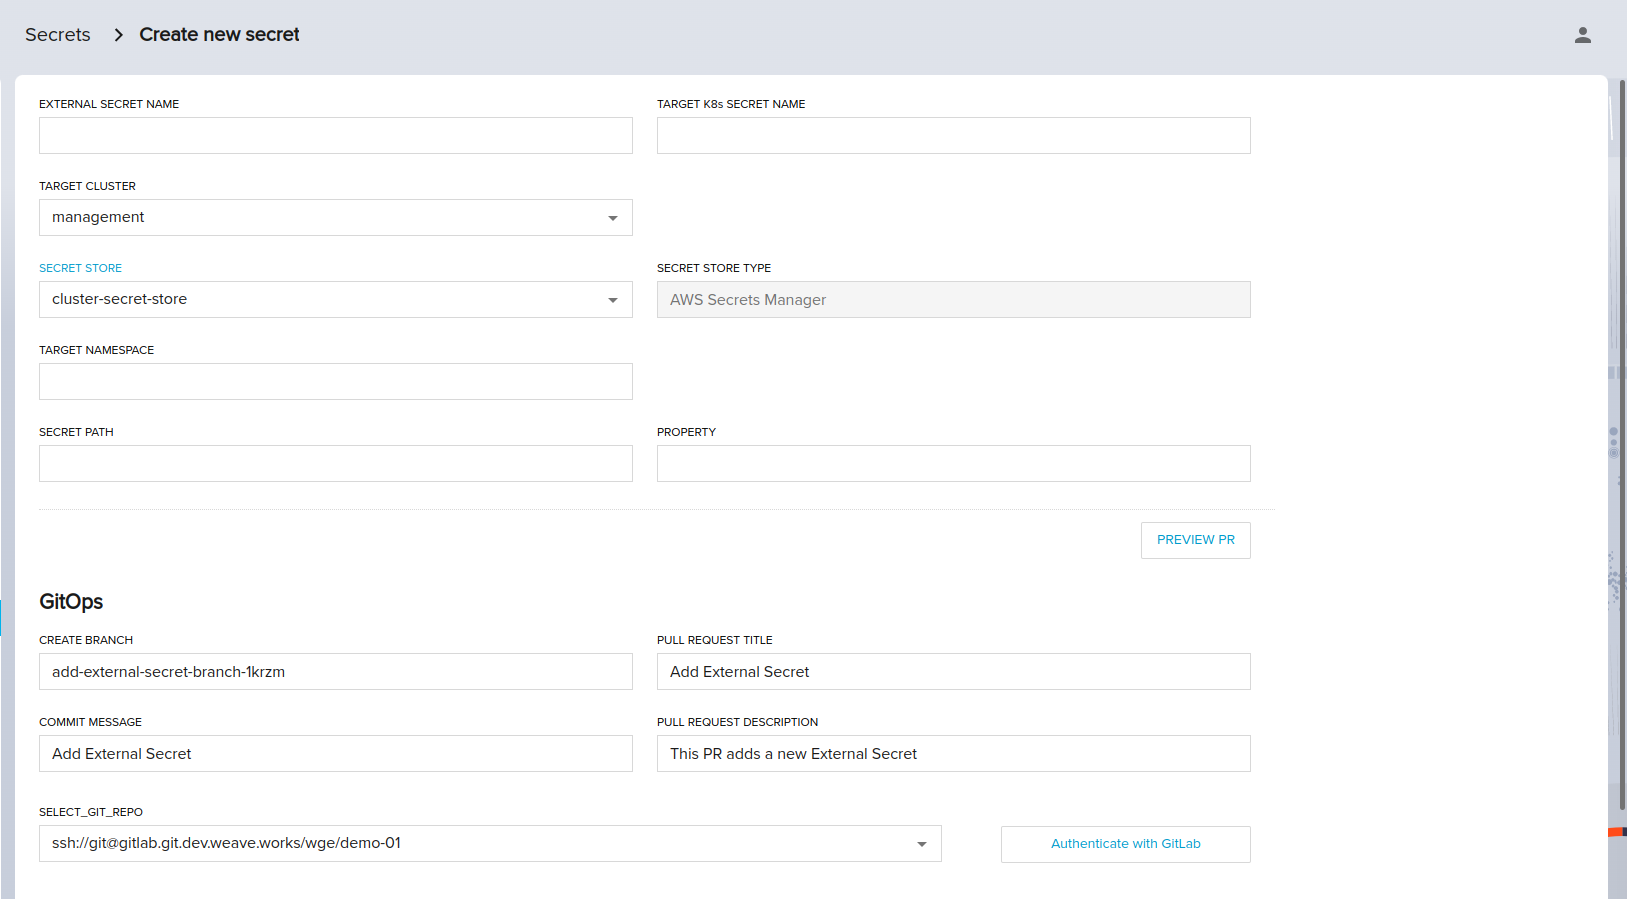 Secrets > Create new secret
EXTERNAL SECRET NAME
TARGET K8s SECRET NAME
TARGET CLUSTER
management
SECRET STORE
SECRET STORE TYPE
cluster-secret-store
AWS Secrets Manager
TARGET NAMESPACE
SECRET PATH
PROPERTY
PREVIEW PR
GitOps
CREATE BRANCH
PULL REQUEST TITLE
add-external-secret-branch-1krzm
Add External Secret
COMMIT MESSAGE
PULL REQUEST DESCRIPTION
Add External Secret
This PR adds a new External Secret
SELECT_GIT_REPO
ssh://git@gitlab.git.dev.weave.works/wge/demo-01
Authenticate with GitLab